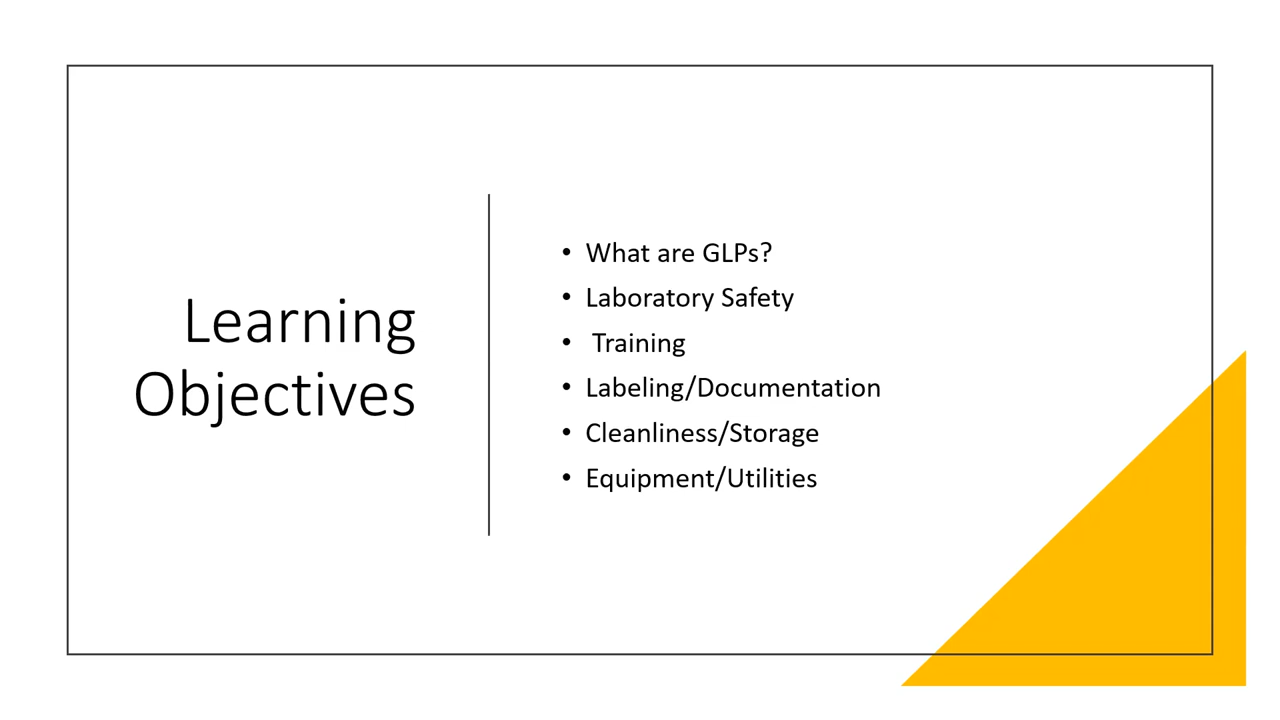 Learning
Objectives
• What are GLPs?
• Laboratory Safety
• Training
• Labeling/Documentation
• Cleanliness/Storage
• Equipment/Utilities